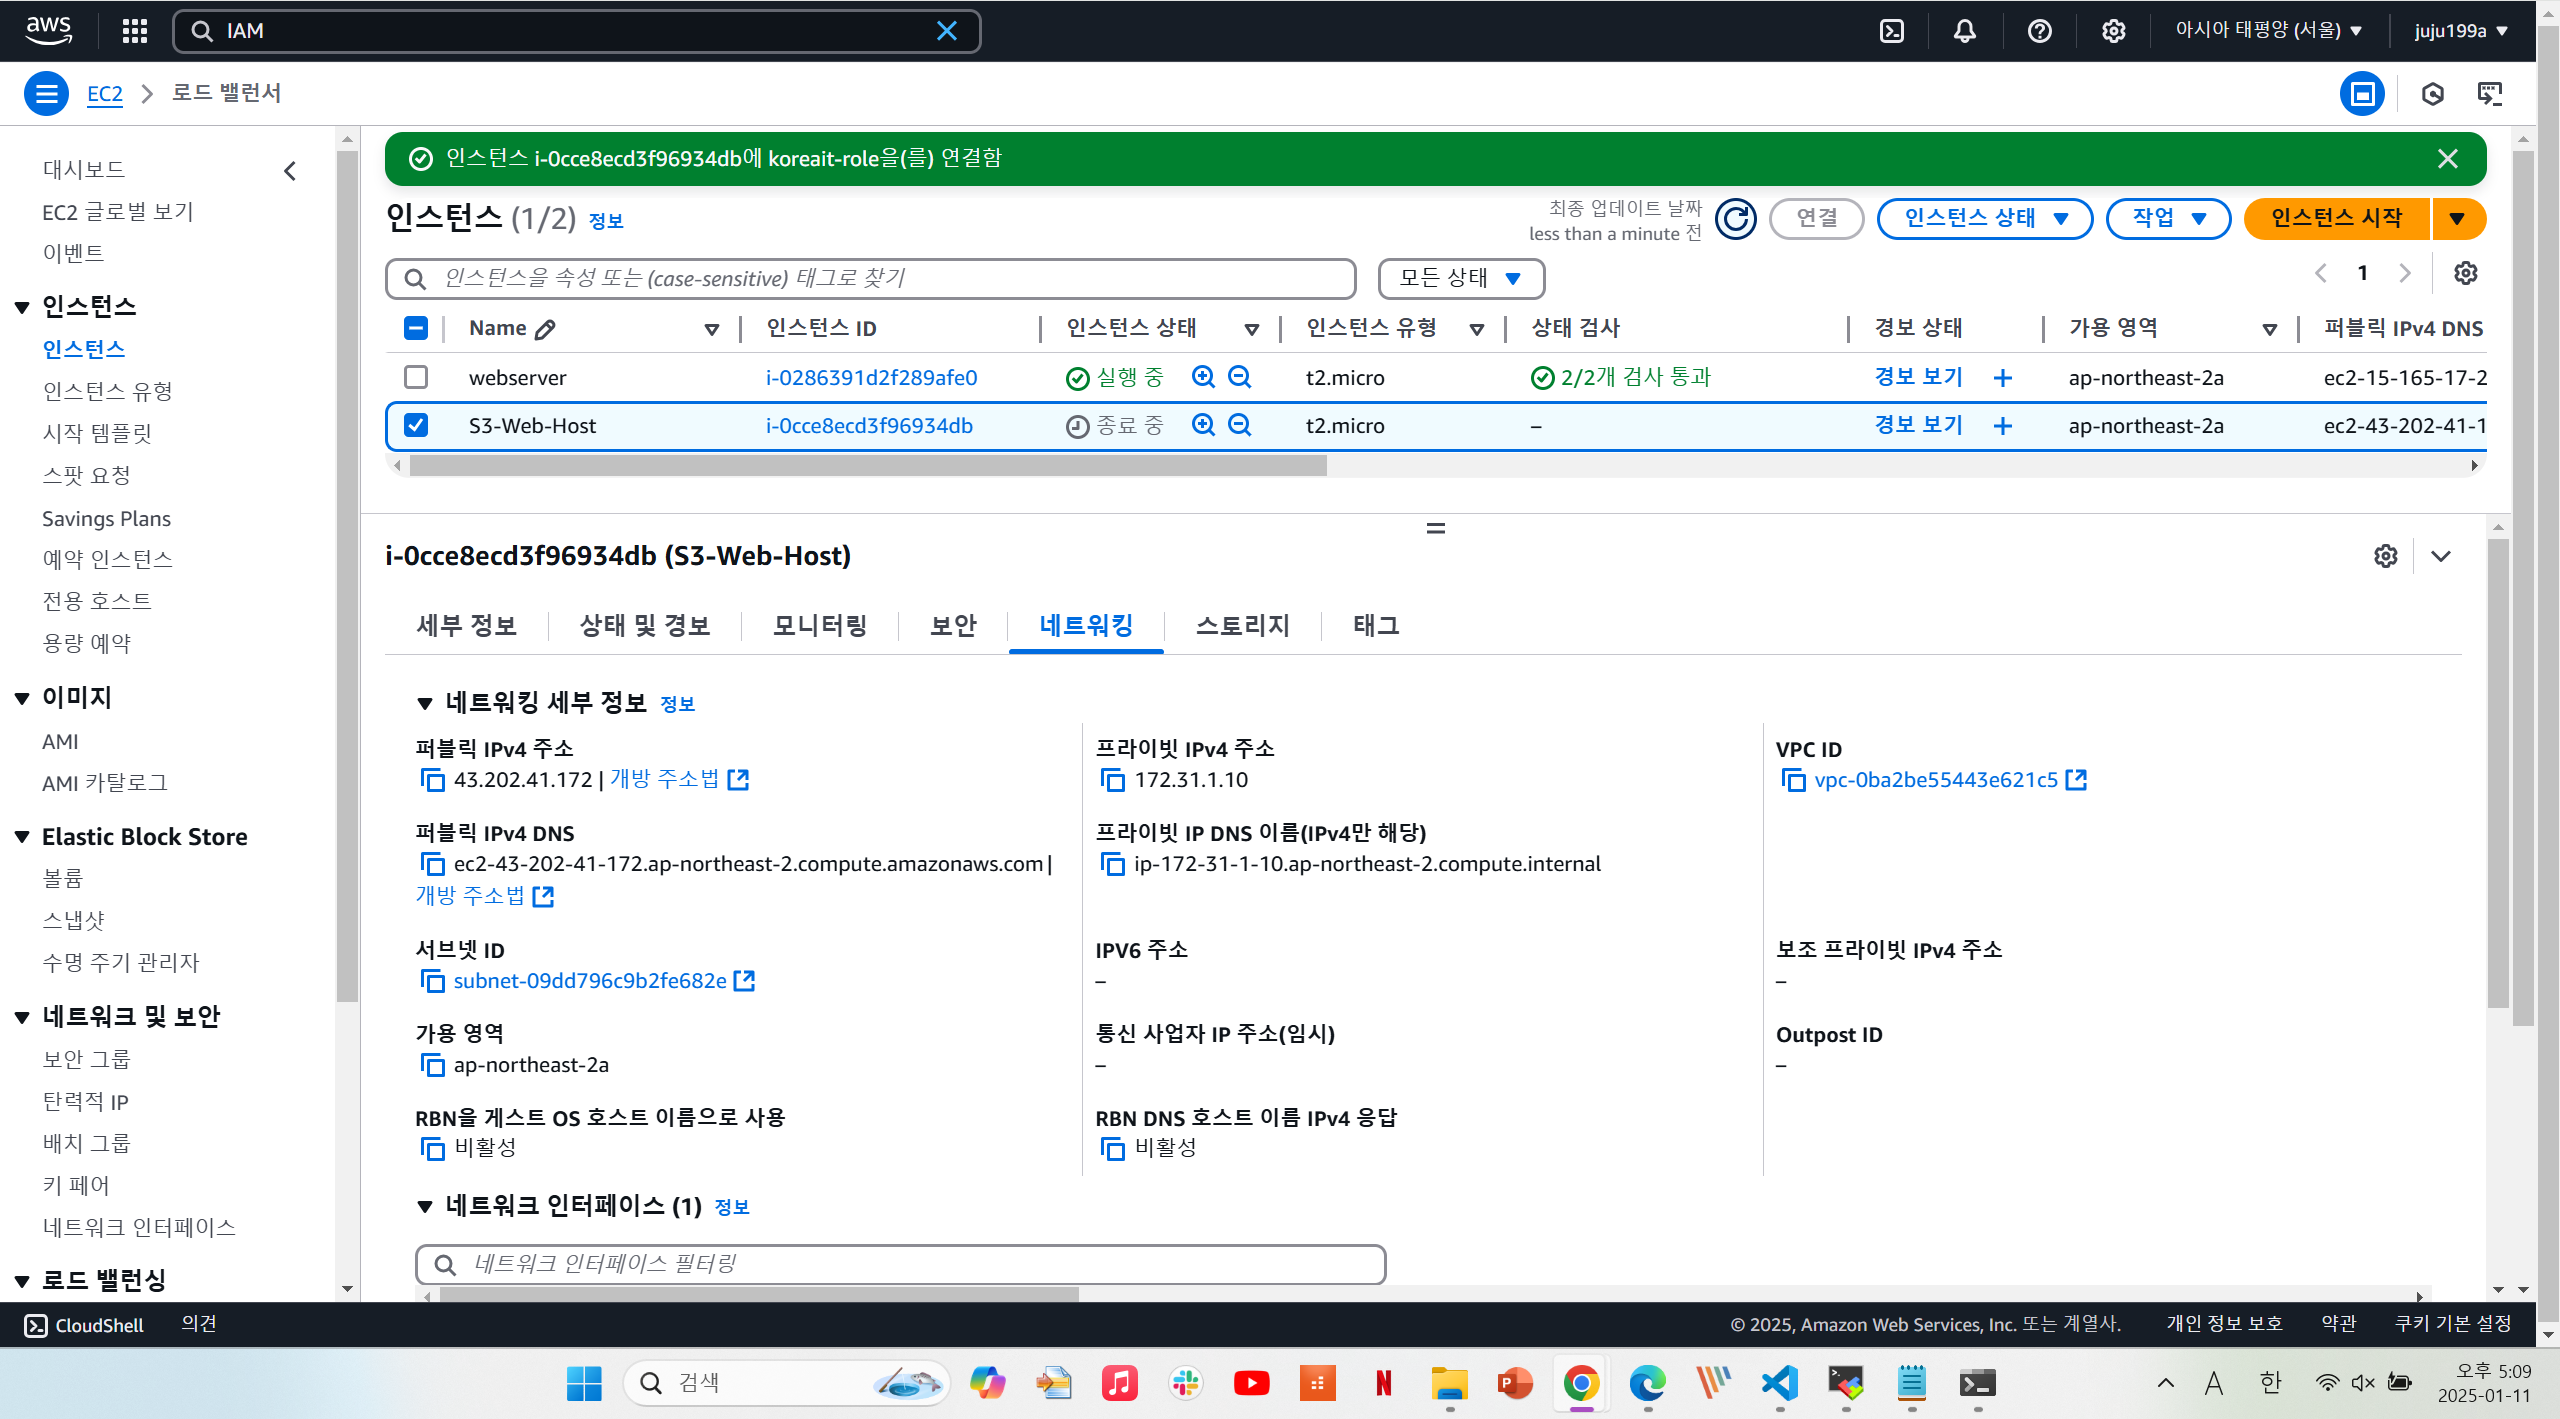 aws
IAM
아시아 태평양 (서울)
juju199a
EC2
로드 밸런서
대시보드
EC2 글로벌 보기
이벤트
인스턴스
인스턴스
인스턴스 유형
시작 템플릿
스팟 요청
Savings Plans
예약 인스턴스
전용 호스트
용량 예약
이미지
AMI
AMI 카탈로그
Elastic Block Store
볼륨
스냅샷
수명 주기 관리자
네트워크 및 보안
보안 그룹
탄력적 IP
배치 그룹
키 페어
네트워크 인터페이스
로드 밸런싱
인스턴스 i-0cce8ecd3f96934db에 koreait-role을(를) 연결함
인스턴스 (1/2) 정보
최종 업데이트 날짜
less than a minute 전
연결
인스턴스 상태
작업
인스턴스 시작
인스턴스을 속성 또는 (case-sensitive) 태그로 찾기
모든 상태
1
Name 인스턴스 ID 인스턴스 상태 인스턴스 유형 상태 검사 경보 상태 가용 영역 퍼블릭 IPv4 DNS
webserver i-0286391d2f289afe0 실행 중 t2.micro 2/2개 검사 통과 경보 보기 + ap-northeast-2a ec2-15-165-17-2
S3-Web-Host i-0cce8ecd3f96934db 종료 중 t2.micro – 경보 보기 + ap-northeast-2a ec2-43-202-41-1
i-0cce8ecd3f96934db (S3-Web-Host)
세부 정보
상태 및 경보
모니터링
보안
네트워킹
스토리지
태그
네트워킹 세부 정보 정보
퍼블릭 IPv4 주소
43.202.41.172 | 개방 주소법
프라이빗 IPv4 주소
172.31.1.10
VPC ID
vpc-0ba2be55443e621c5
퍼블릭 IPv4 DNS
ec2-43-202-41-172.ap-northeast-2.compute.amazonaws.com |
개방 주소법
프라이빗 IP DNS 이름(IPv4만 해당)
ip-172-31-1-10.ap-northeast-2.compute.internal
서브넷 ID
subnet-09dd796c9b2fe682e
IPV6 주소
–
보조 프라이빗 IPv4 주소
–
가용 영역
ap-northeast-2a
통신 사업자 IP 주소(임시)
–
Outpost ID
–
RBN을 게스트 OS 호스트 이름으로 사용
비활성
RBN DNS 호스트 이름 IPv4 응답
비활성
네트워크 인터페이스 (1) 정보
네트워크 인터페이스 필터링
CloudShell
의견
© 2025, Amazon Web Services, Inc. 또는 계열사.
개인 정보 보호
약관
쿠키 기본 설정
검색
A
한
오후 5:09
2025-01-11